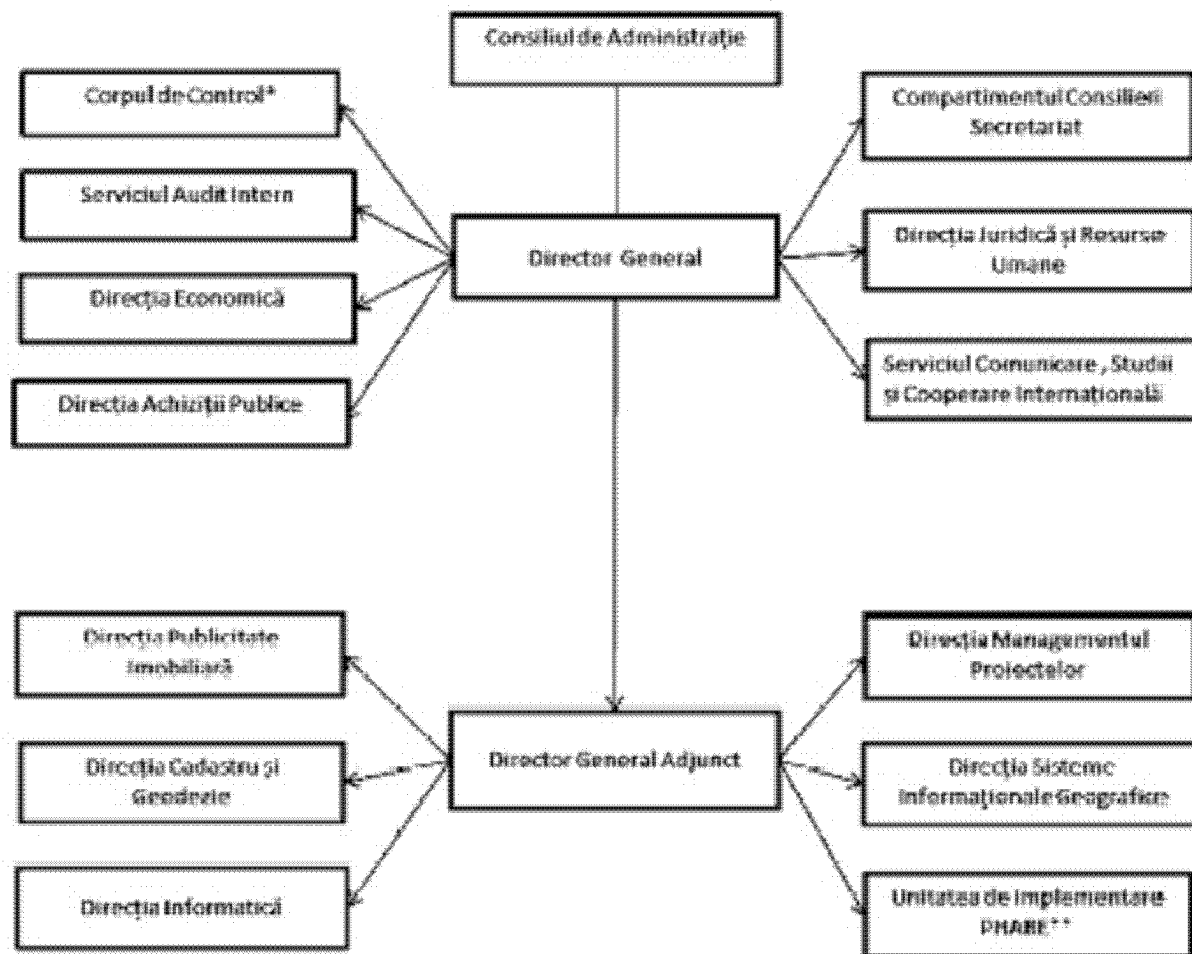 Consiliul de Administrație
Corpul de Control*
Compartimentul Consilieri
Secretariat
Serviciul Audit Intern
Director General
Direcția Juridică și Resurse
Umane
Direcția Economică
Direcția Achiziții Publice
Serviciul Comunicare , Studii
și Cooperare Internațională
Direcția Publicitate
Imobiliară
Direcția Managementul
Proiectelor
Director General Adjunct
Direcția Cadastru și
Geodezie
Direcția Sisteme
Informaționale Geografice
Direcția Informatică
Unitatea de Implementare
PHARE**